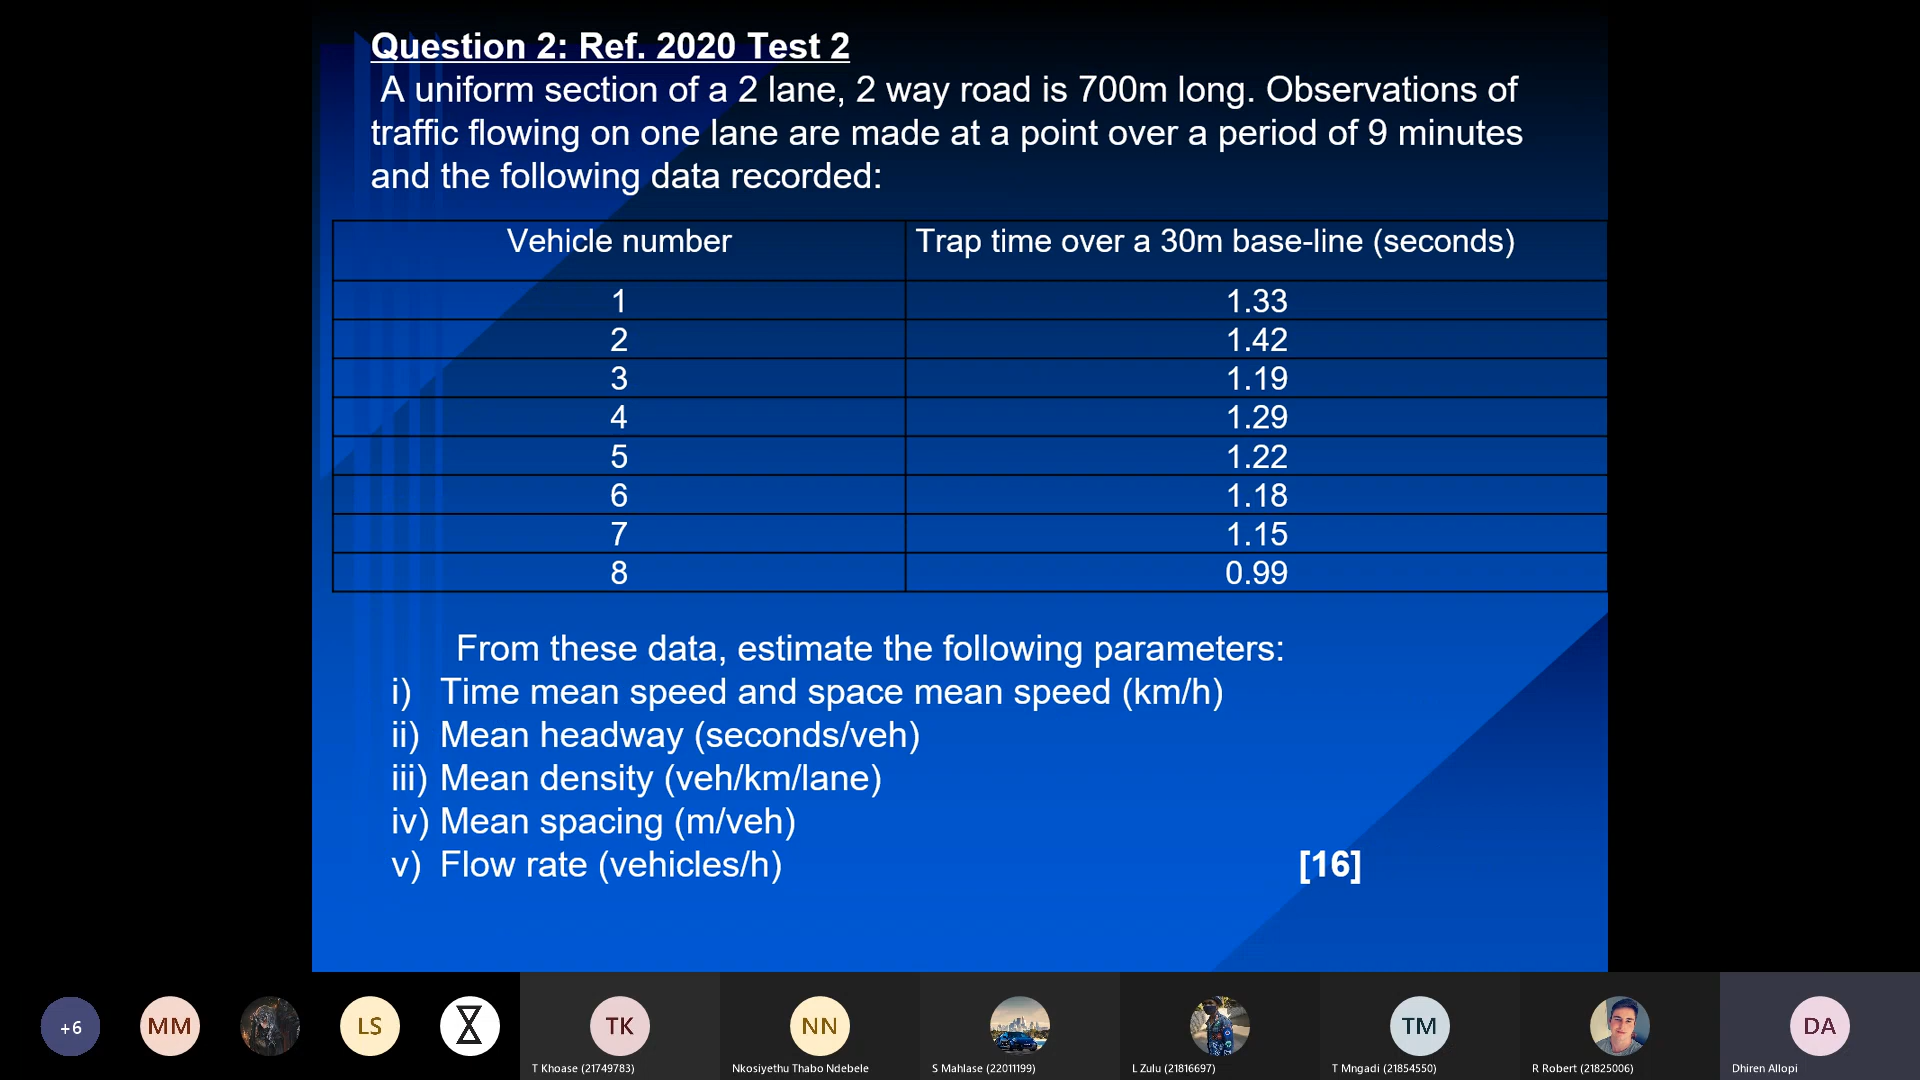 Question 2: Ref. 2020 Test 2
A uniform section of a 2 lane, 2 way road is 700m long. Observations of
traffic flowing on one lane are made at a point over a period of 9 minutes
and the following data recorded:
Vehicle number Trap time over a 30m base-line (seconds)
1 1.33
2 1.42
3 1.19
4 1.29
5 1.22
6 1.18
7 1.15
8 0.99
From these data, estimate the following parameters:
i) Time mean speed and space mean speed (km/h)
ii) Mean headway (seconds/veh)
iii) Mean density (veh/km/lane)
iv) Mean spacing (m/veh)
v) Flow rate (vehicles/h) [16]
+6 MM LS TK NN TM DA
T Khoase (21749783) Nkosiyethu Thabo Ndebele S Mahlase (22011199) L Zulu (21816697) T Mngadi (21854550) R Robert (21825006) Dhiren Allopi